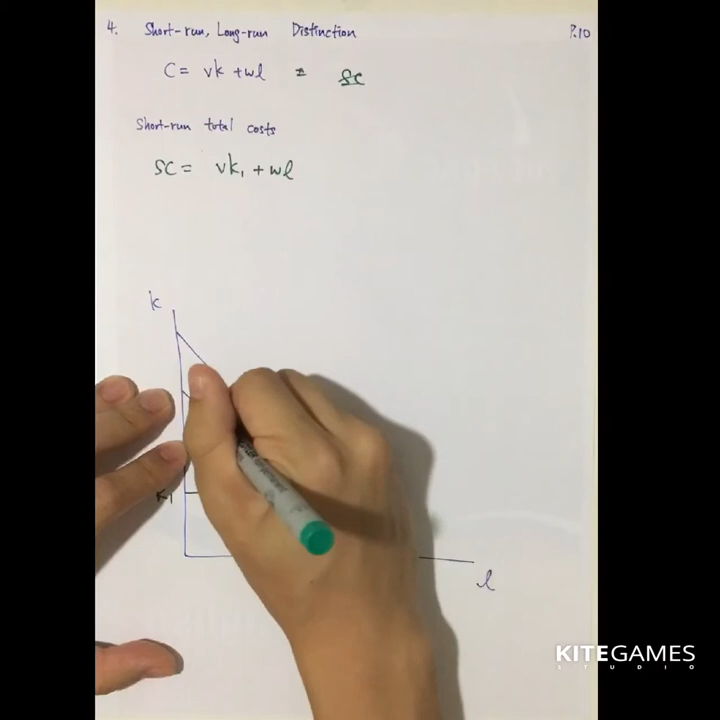 4. Short-run, Long-run Distinction P.10
C = vk + wl = SC
Short-run total costs
SC = vk₁ + wl
k
k₁
l
KITEGAMES
STUDIO